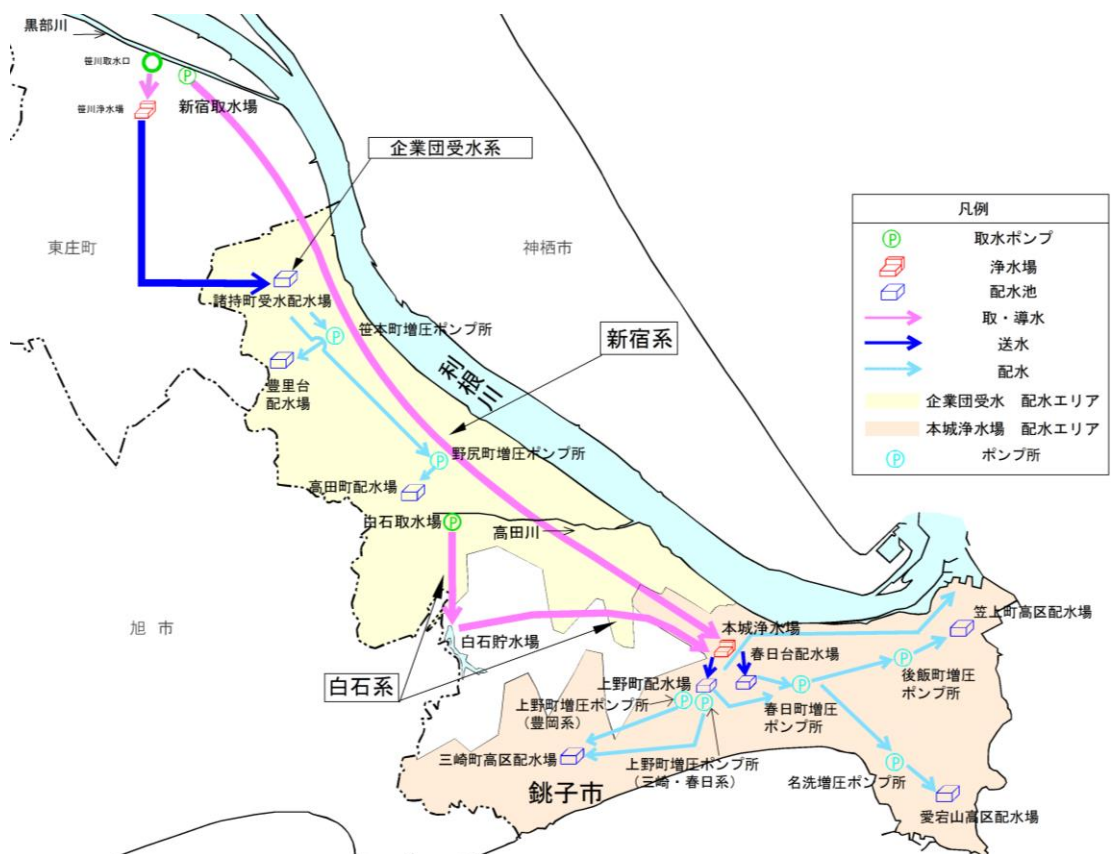 黒部川
笹川取水口
新宿取水場
笹川浄水場
企業団受水系
東庄町
神栖市
諸持町受水配水場
笹本町増圧ポンプ所
新宿系
利根川
豊里台
配水場
野尻町増圧ポンプ所
高田町配水場
白石取水場
高田川
旭市
白石貯水場
白石系
本城浄水場
春日台配水場
笠上町高区配水場
後飯町増圧
ポンプ所
上野町配水場
上野町増圧ポンプ所
（豊岡系）
春日町増圧
ポンプ所
三崎町高区配水場
上野町増圧ポンプ所
（三崎・春日系）
名洗増圧ポンプ所
銚子市
愛宕山高区配水場
凡例
P 取水ポンプ
浄水場
配水池
取・導水
送水
配水
企業団受水 配水エリア
本城浄水場 配水エリア
P ポンプ所